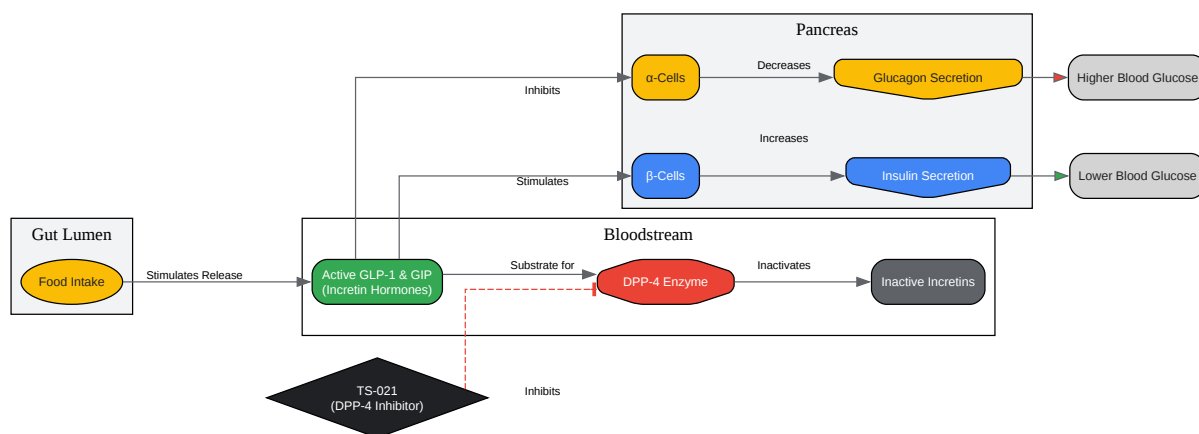 Pancreas
α-Cells
Decreases
Glucagon Secretion
Higher Blood Glucose
Inhibits
Increases
β-Cells
Stimulates
Insulin Secretion
Lower Blood Glucose
Gut Lumen
Food Intake
Stimulates Release
Bloodstream
Active GLP-1 & GIP
(Incretin Hormones)
Substrate for
DPP-4 Enzyme
Inactivates
Inactive Incretins
TS-021
(DPP-4 Inhibitor)
Inhibits